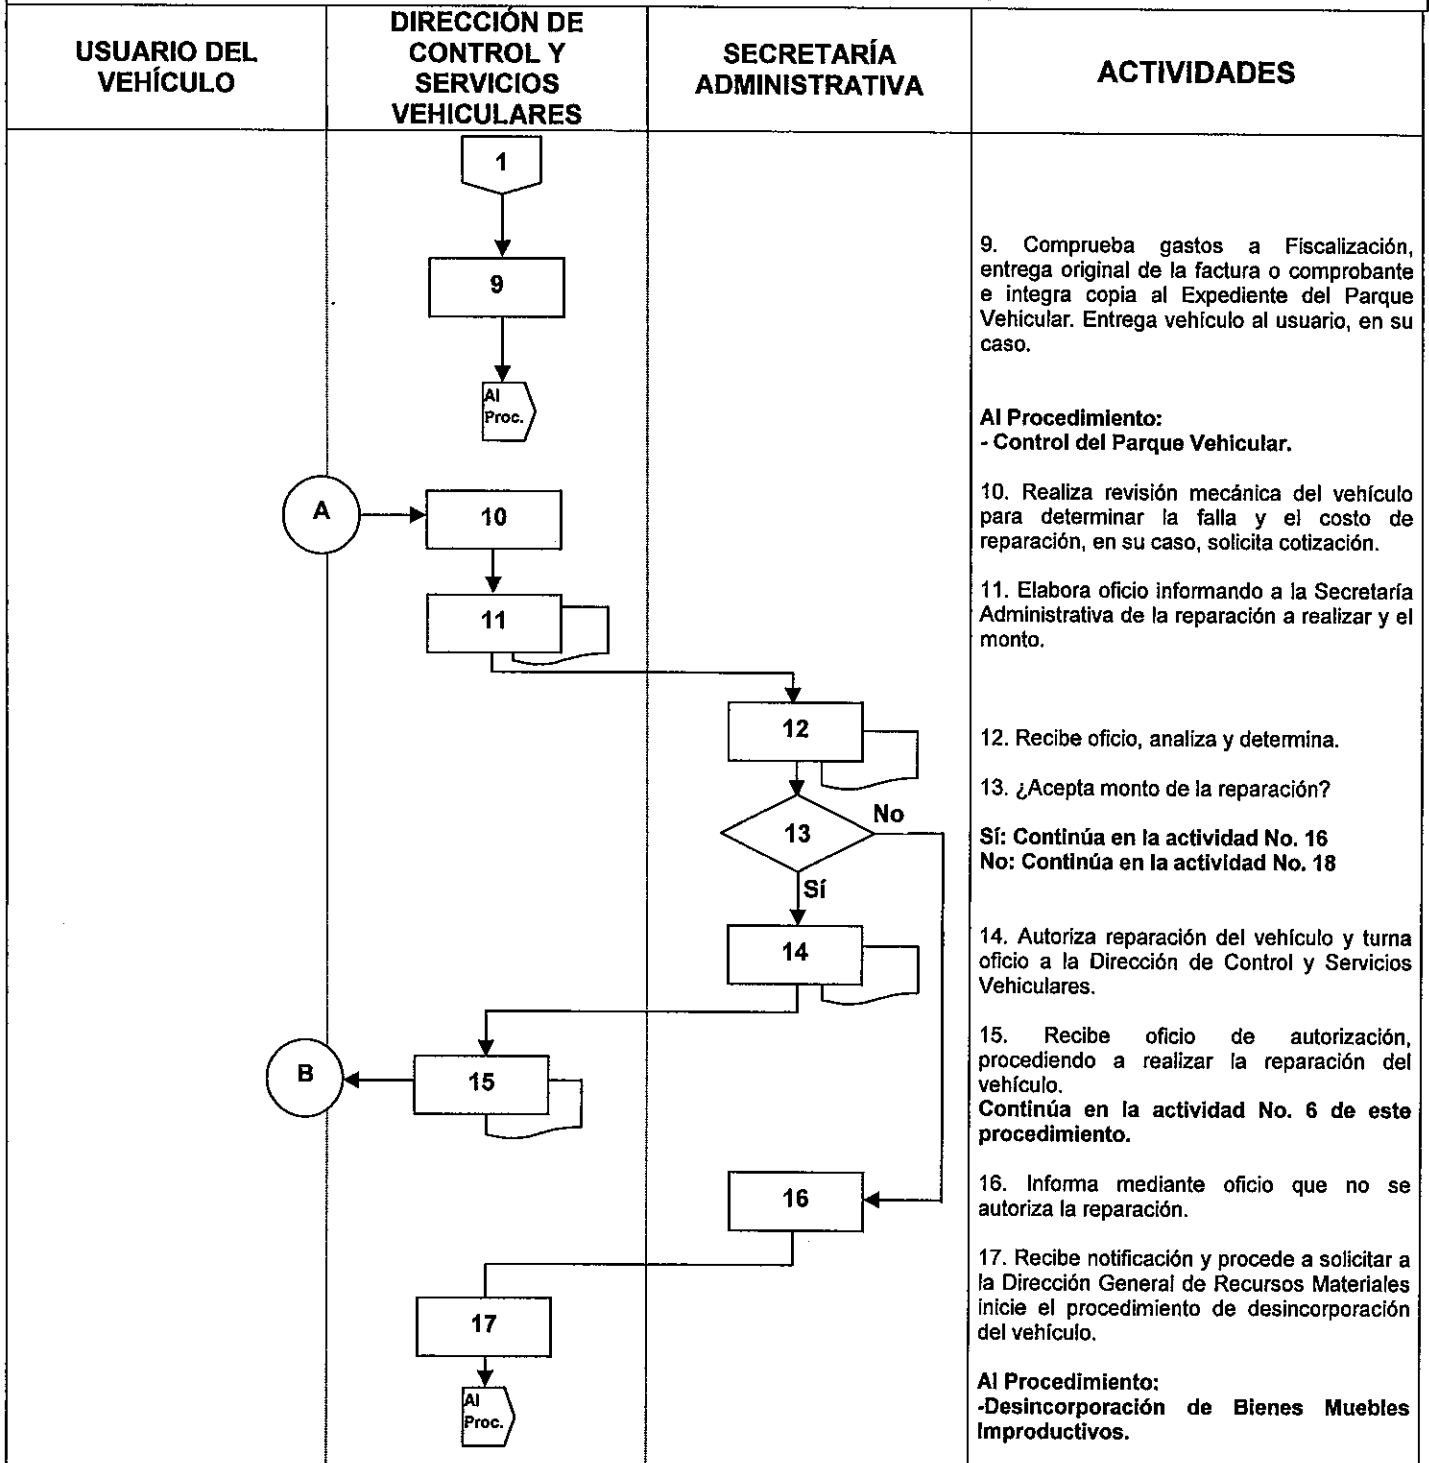 USUARIO DEL
VEHÍCULO
DIRECCIÓN DE
CONTROL Y
SERVICIOS
VEHICULARES
SECRETARÍA
ADMINISTRATIVA
ACTIVIDADES
1
9
Al
Proc.
A
10
11
12
13
No
Sí
14
B
15
16
17
Al
Proc.
9. Comprueba gastos a Fiscalización,
entrega original de la factura o comprobante
e integra copia al Expediente del Parque
Vehicular. Entrega vehículo al usuario, en su
caso.
Al Procedimiento:
- Control del Parque Vehicular.
10. Realiza revisión mecánica del vehículo
para determinar la falla y el costo de
reparación, en su caso, solicita cotización.
11. Elabora oficio informando a la Secretaría
Administrativa de la reparación a realizar y el
monto.
12. Recibe oficio, analiza y determina.
13. ¿Acepta monto de la reparación?
Sí: Continúa en la actividad No. 16
No: Continúa en la actividad No. 18
14. Autoriza reparación del vehículo y turna
oficio a la Dirección de Control y Servicios
Vehiculares.
15. Recibe oficio de autorización,
procediendo a realizar la reparación del
vehículo.
Continúa en la actividad No. 6 de este
procedimiento.
16. Informa mediante oficio que no se
autoriza la reparación.
17. Recibe notificación y procede a solicitar a
la Dirección General de Recursos Materiales
inicie el procedimiento de desincorporación
del vehículo.
Al Procedimiento:
-Desincorporación de Bienes Muebles
Improductivos.